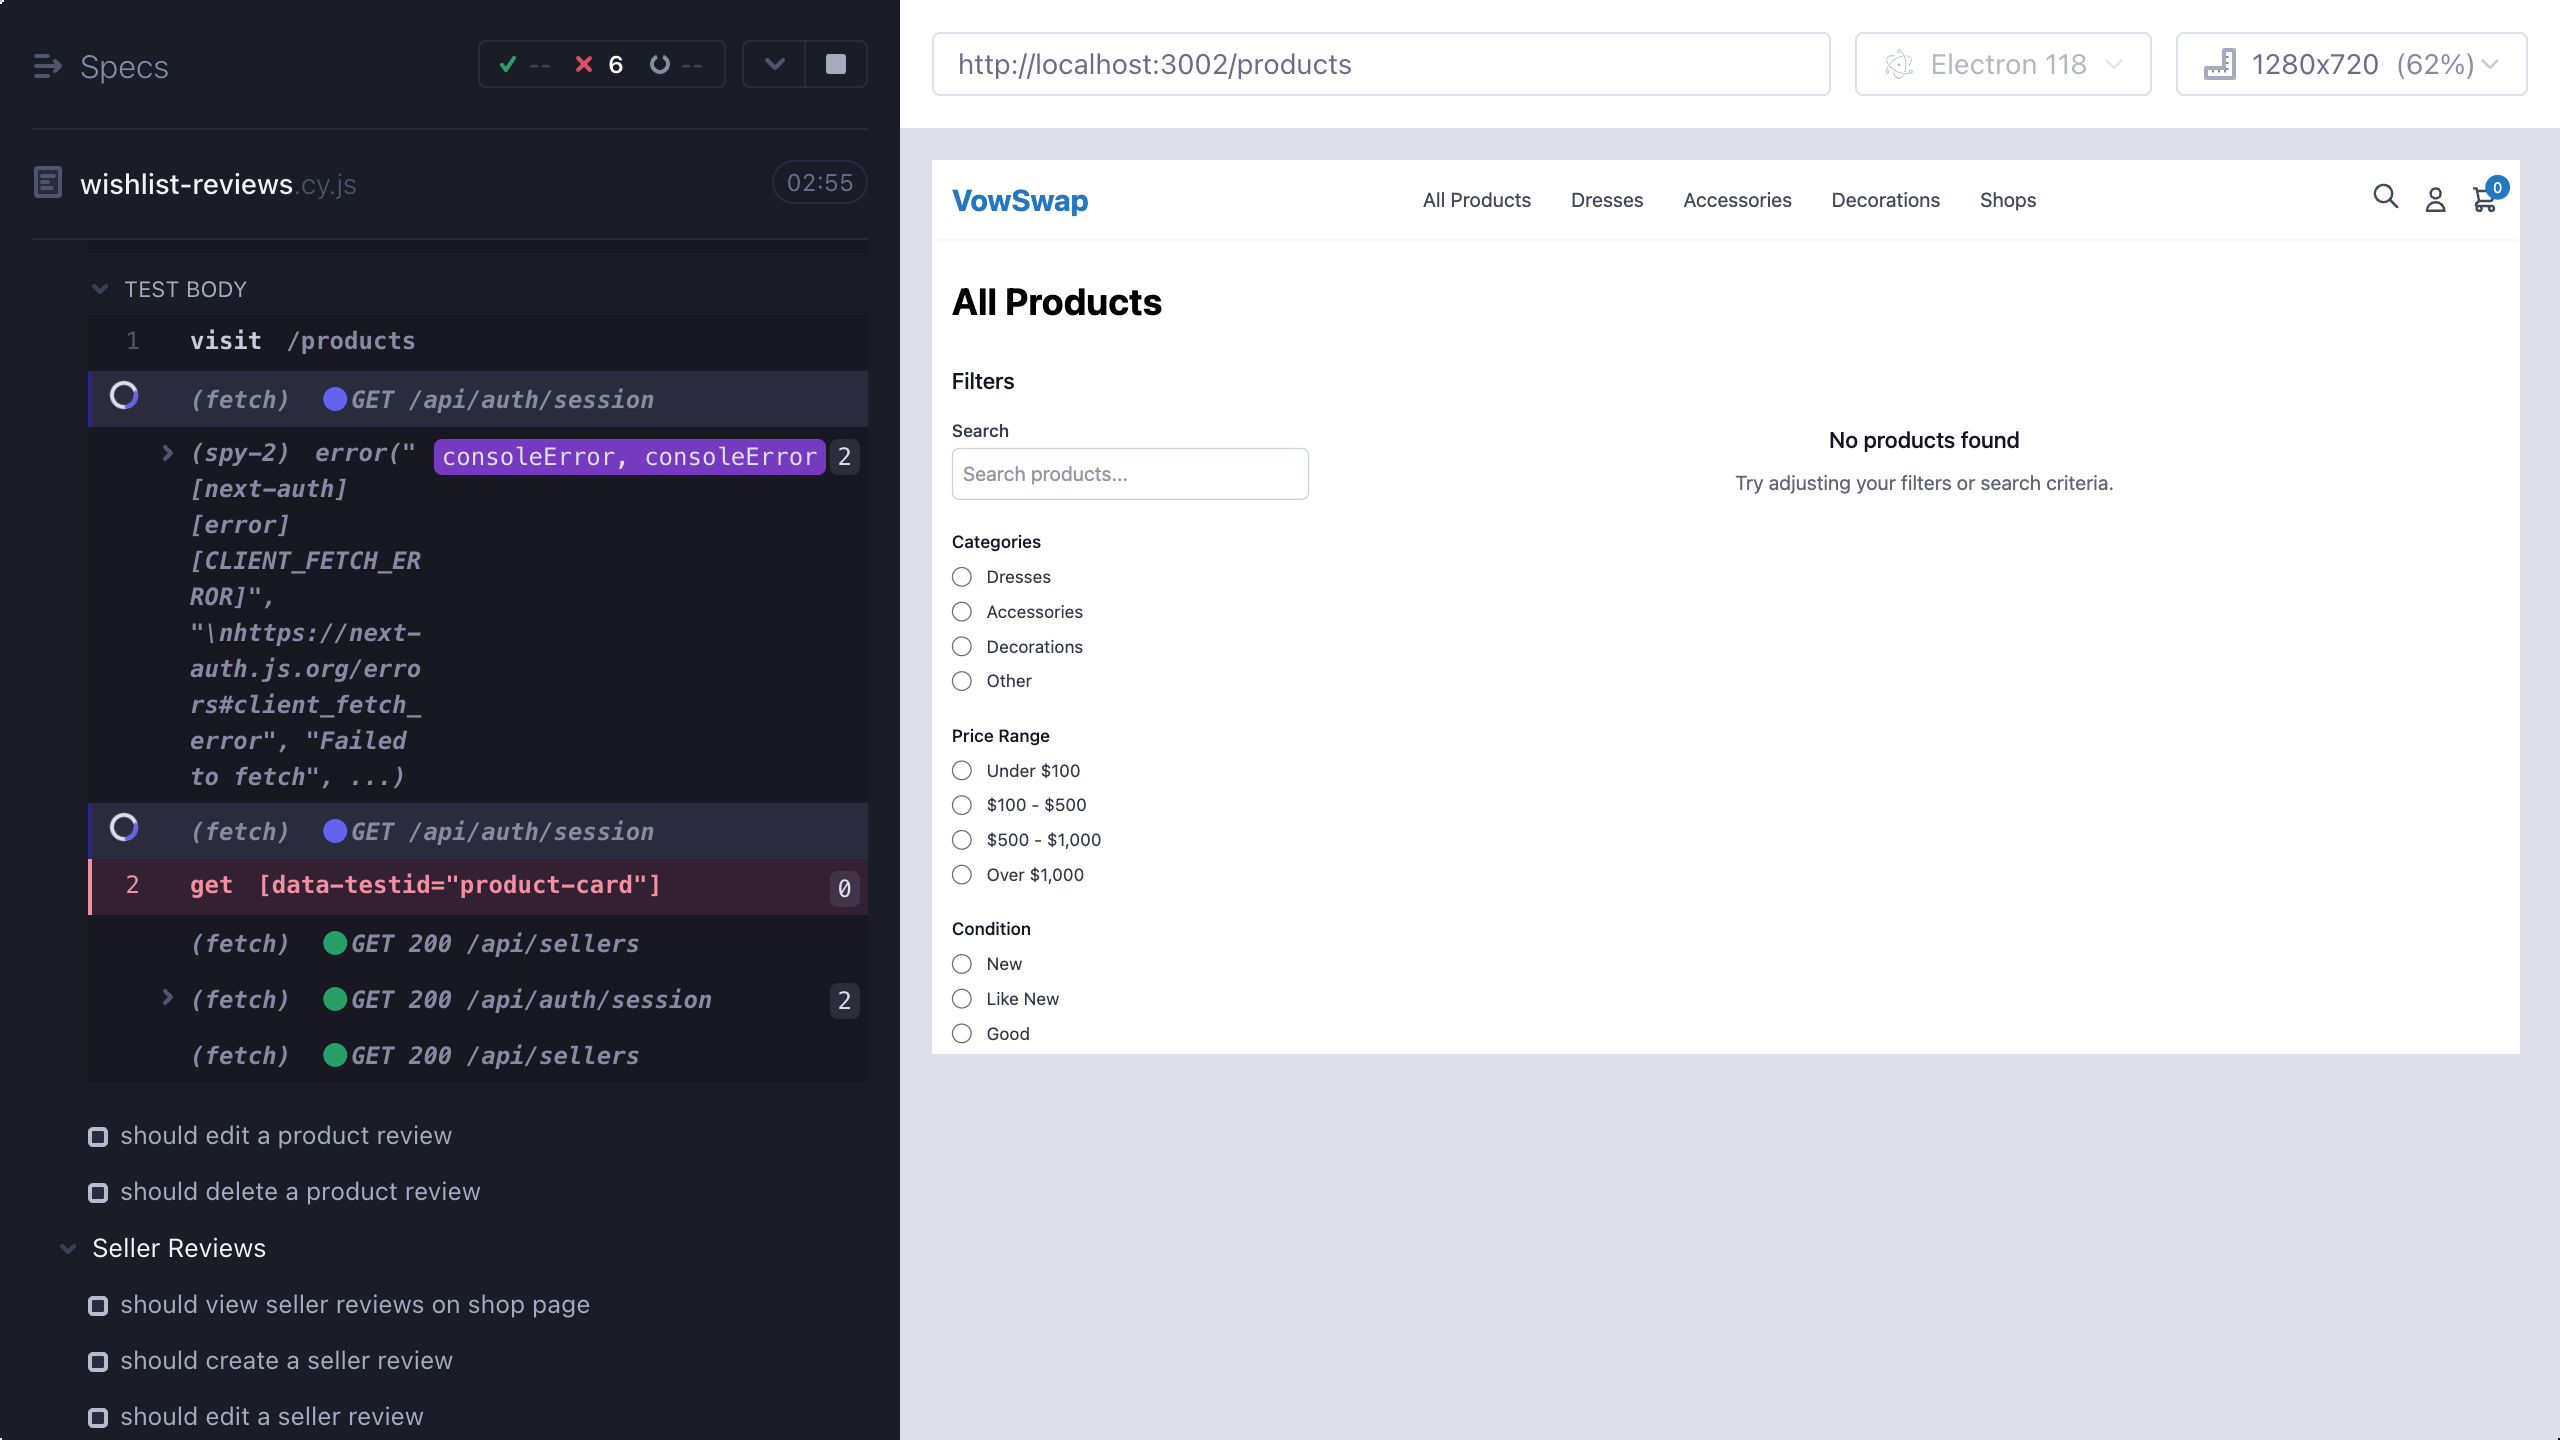 Specs
-- 6 --
wishlist-reviews.cy.js
02:55
TEST BODY
1 visit /products
(fetch) GET /api/auth/session
(spy-2) error(" consoleError, consoleError 2
[next-auth]
[error]
[CLIENT_FETCH_ER
ROR]",
"\nhttps://next-
auth.js.org/erro
rs#client_fetch_
error", "Failed
to fetch", ...)
(fetch) GET /api/auth/session
2 get [data-testid="product-card"] 0
(fetch) GET 200 /api/sellers
(fetch) GET 200 /api/auth/session 2
(fetch) GET 200 /api/sellers
should edit a product review
should delete a product review
Seller Reviews
should view seller reviews on shop page
should create a seller review
should edit a seller review
http://localhost:3002/products
Electron 118
1280x720 (62%)
VowSwap
All Products
Dresses
Accessories
Decorations
Shops
0
All Products
Filters
Search
Search products...
Categories
Dresses
Accessories
Decorations
Other
Price Range
Under $100
$100 - $500
$500 - $1,000
Over $1,000
Condition
New
Like New
Good
No products found
Try adjusting your filters or search criteria.